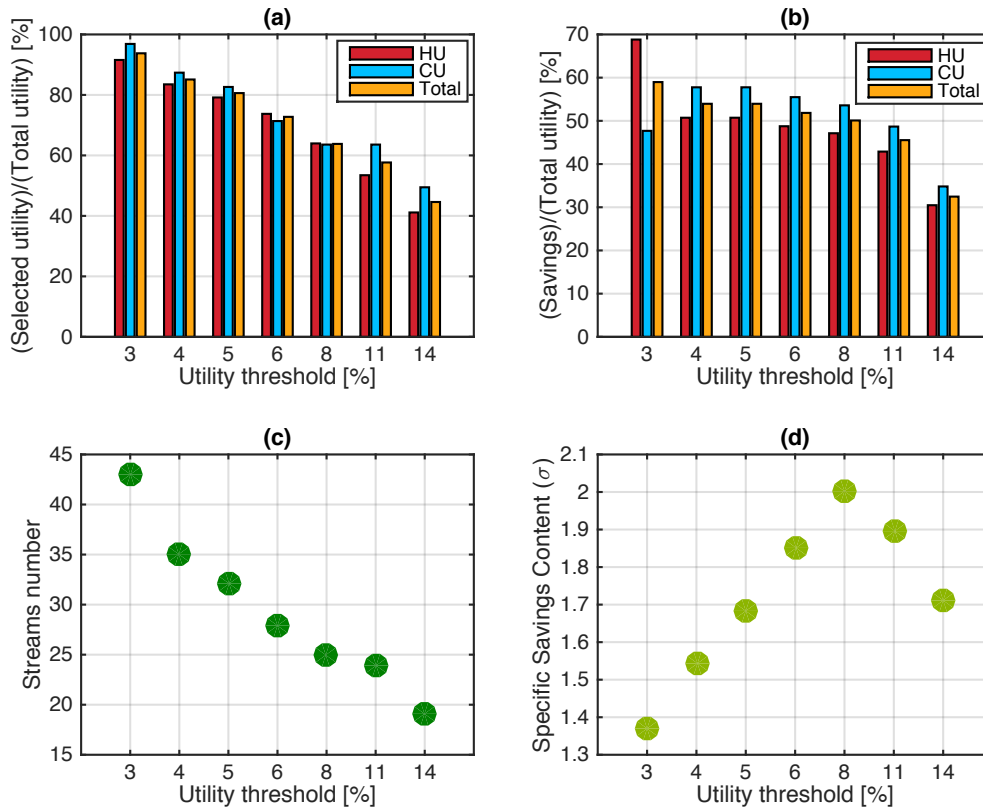 (a)
(Selected utility)/(Total utility) [%]
100
80
60
40
20
0
HU
CU
Total
3 4 5 6 8 11 14
Utility threshold [%]
(b)
(Savings)/(Total utility) [%]
70
60
50
40
30
20
10
0
HU
CU
Total
3 4 5 6 8 11 14
Utility threshold [%]
(c)
Streams number
45
40
35
30
25
20
15
3 4 5 6 8 11 14
Utility threshold [%]
(d)
Specific Savings Content (σ)
2.1
2
1.9
1.8
1.7
1.6
1.5
1.4
1.3
3 4 5 6 8 11 14
Utility threshold [%]